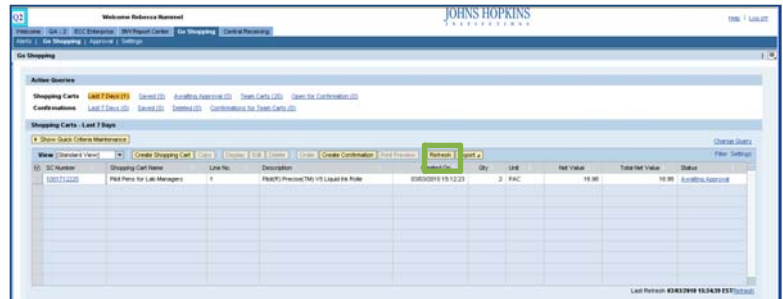 Welcome Rebecca Nummel
JOHNS HOPKINS
INSTITUTIONS
Help | Log off
Welcome QA - 2 ECC Enterprise BW Report Center Go Shopping Central Receiving
Alerts | Go Shopping | Approval | Settings
Go Shopping
Active Queries
Shopping Carts Last 7 Days (1) Saved (0) Awaiting Approval (0) Team Carts (20) Open for Confirmation (0)
Confirmations Last 7 Days (0) Saved (0) Deleted (0) Confirmations for Team Carts (0)
Shopping Carts - Last 7 Days
Show Quick Criteria Maintenance
Change Query
View [Standard View] Create Shopping Cart Copy Display Edit Delete Order Create Confirmation Print Preview Refresh Export
Filter Settings
SC Number Shopping Cart Name Line No. Description Created On Qty Unit Net Value Total Net Value Status
1001712225 Pilot Pens for Lab Managers 1 Pilot(R) Precise(TM) V5 Liquid Ink Rolle 03/03/2010 15:12:23 2 PAC 18.98 18.98 Awaiting Approval
Last Refresh 03/03/2010 15:24:39 EST Refresh